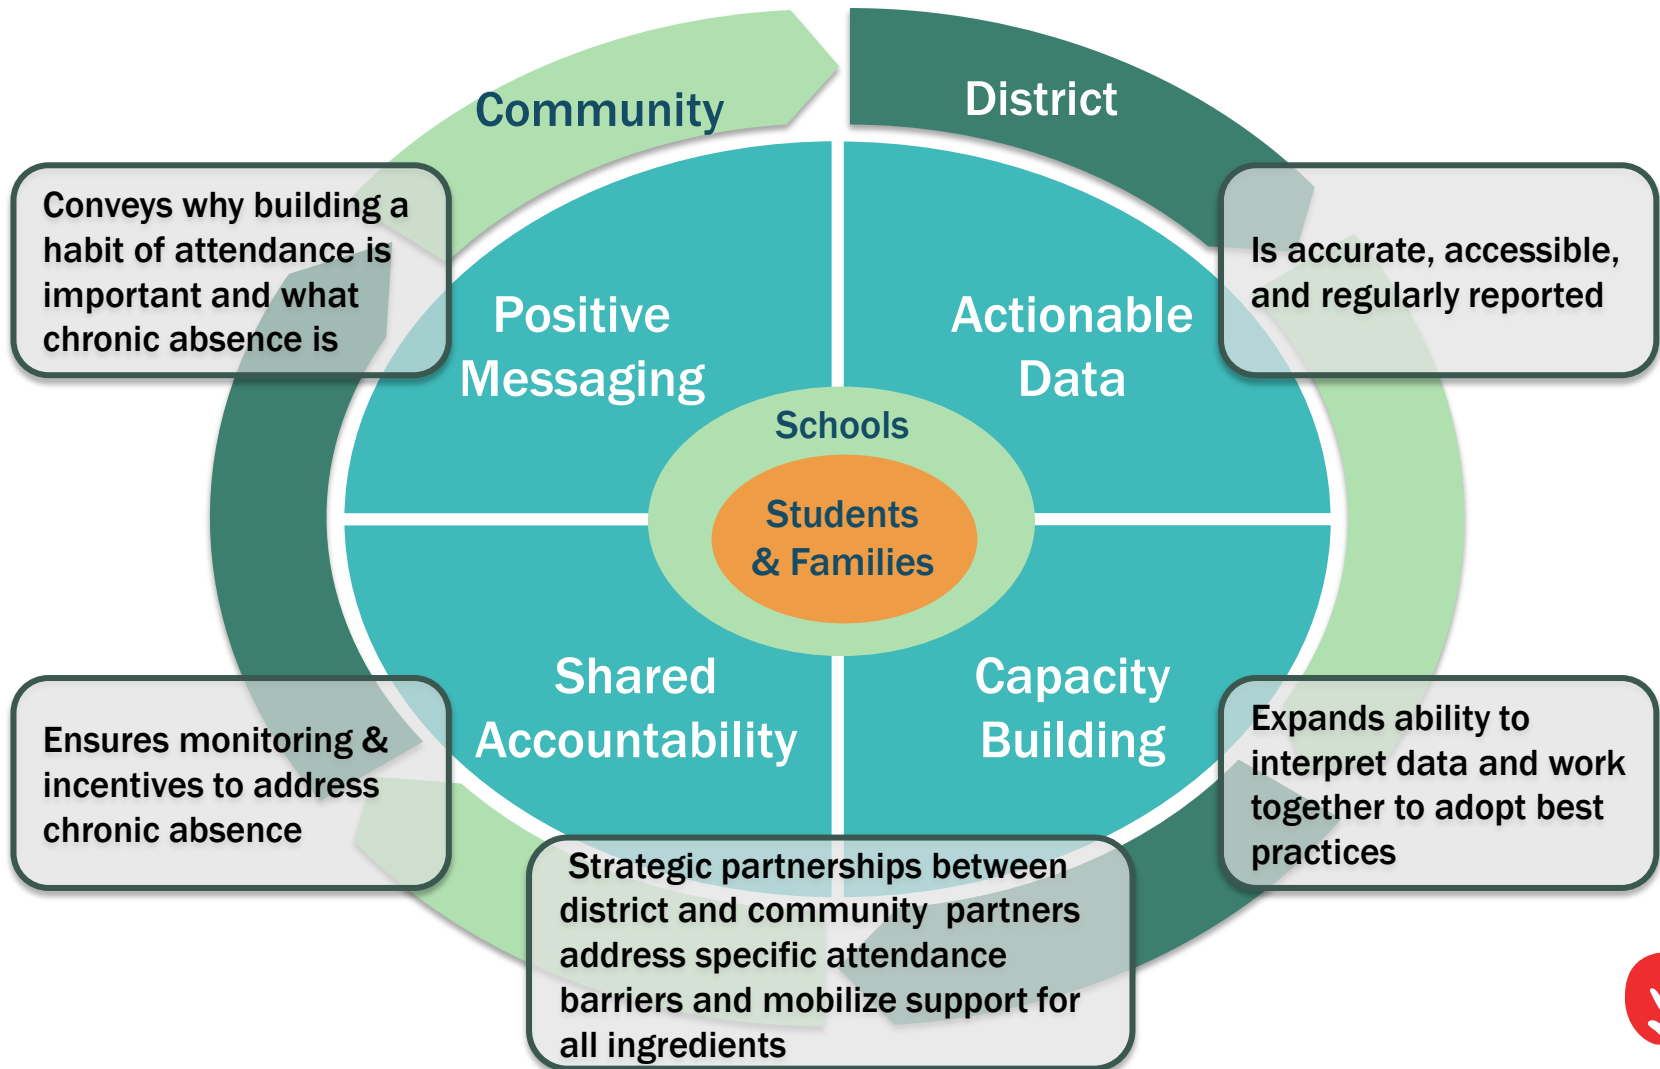 Community
District
Conveys why building a
habit of attendance is
important and what
chronic absence is
Is accurate, accessible,
and regularly reported
Positive
Messaging
Actionable
Data
Schools
Students
& Families
Shared
Accountability
Capacity
Building
Ensures monitoring &
incentives to address
chronic absence
Expands ability to
interpret data and work
together to adopt best
practices
Strategic partnerships between
district and community partners
address specific attendance
barriers and mobilize support for
all ingredients